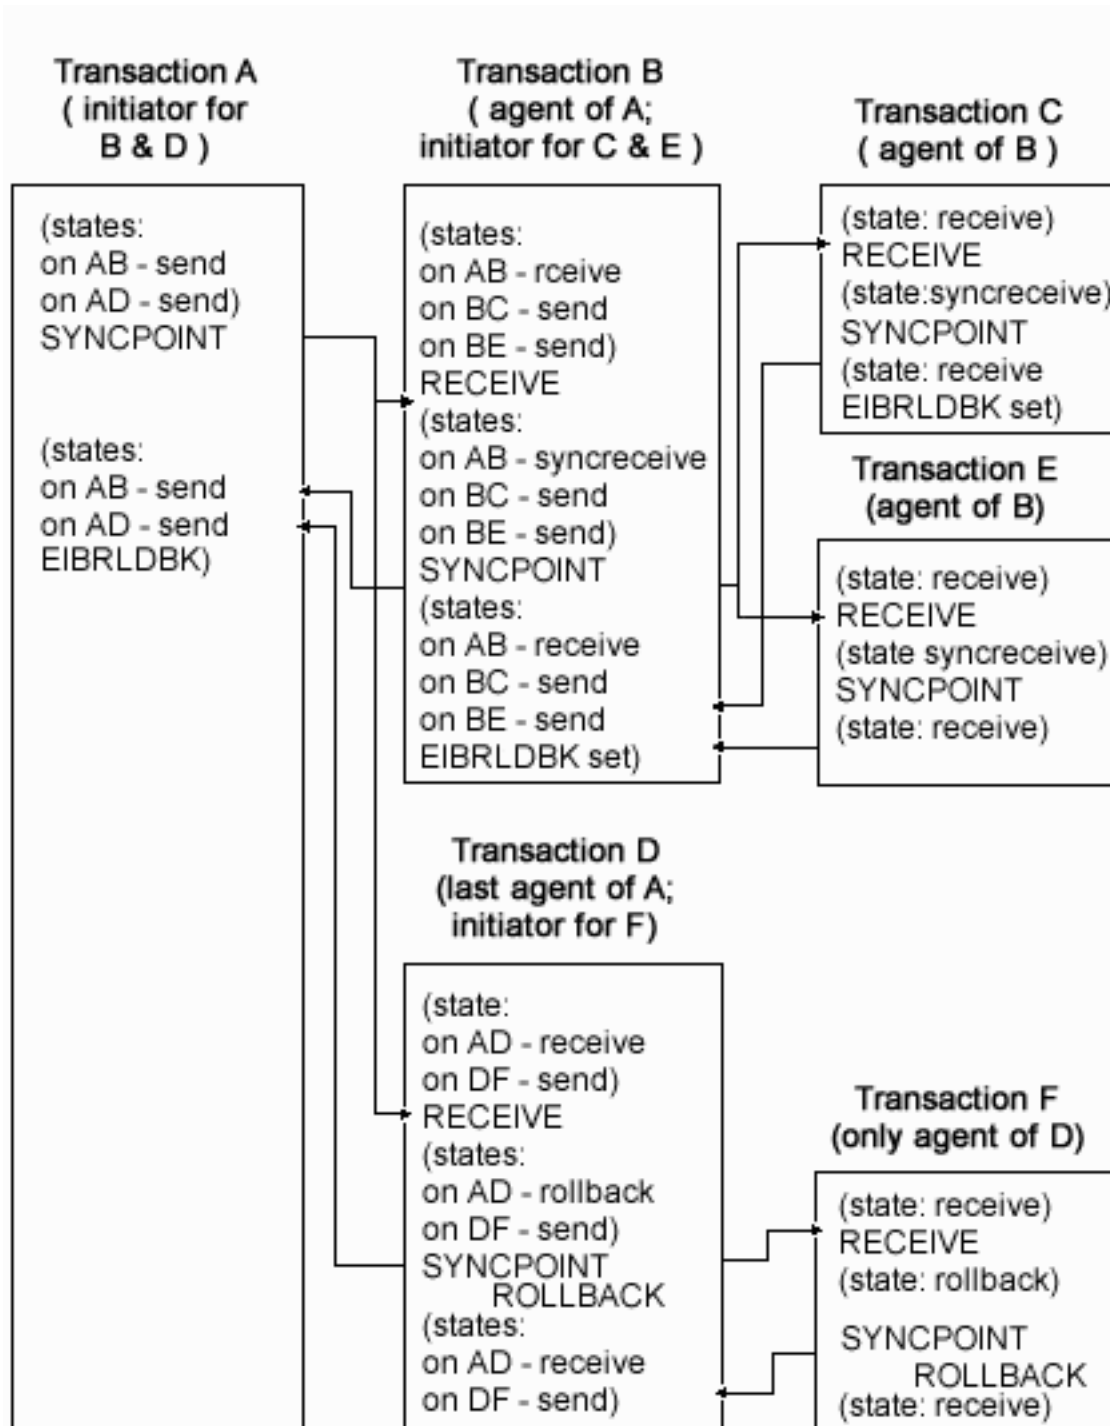 Transaction A
( initiator for
B & D )
(states:
on AB - send
on AD - send)
SYNCPOINT
(states:
on AB - send
on AD - send
EIBRLDBK)
Transaction B
( agent of A;
initiator for C & E )
(states:
on AB - rceive
on BC - send
on BE - send)
RECEIVE
(states:
on AB - syncreceive
on BC - send
on BE - send)
SYNCPOINT
(states:
on AB - receive
on BC - send
on BE - send
EIBRLDBK set)
Transaction C
( agent of B )
(state: receive)
RECEIVE
(state:syncreceive)
SYNCPOINT
(state: receive
EIBRLDBK set)
Transaction E
(agent of B)
(state: receive)
RECEIVE
(state syncreceive)
SYNCPOINT
(state: receive)
Transaction D
(last agent of A;
initiator for F)
(state:
on AD - receive
on DF - send)
RECEIVE
(states:
on AD - rollback
on DF - send)
SYNCPOINT
ROLLBACK
(states:
on AD - receive
on DF - send)
Transaction F
(only agent of D)
(state: receive)
RECEIVE
(state: rollback)
SYNCPOINT
ROLLBACK
(state: receive)